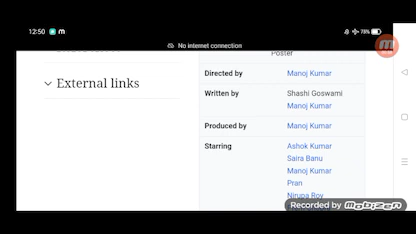 12:50
78%
No internet connection
Poster
External links
Directed by Manoj Kumar
Written by Shashi Goswami
Manoj Kumar
Produced by Manoj Kumar
Starring Ashok Kumar
Saira Banu
Manoj Kumar
Pran
Nirupa Roy
Recorded by
Mobizen